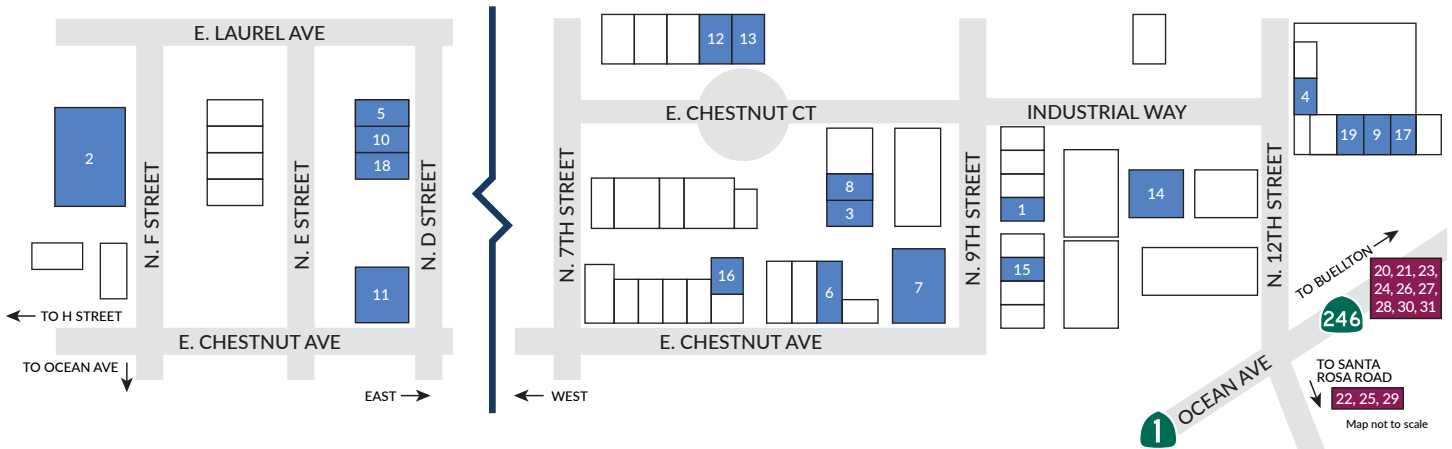 E. LAUREL AVE
N. F STREET
N. E STREET
N. D STREET
2
5
10
18
11
TO H STREET
E. CHESTNUT AVE
TO OCEAN AVE
EAST
WEST
12
13
E. CHESTNUT CT
INDUSTRIAL WAY
N. 7TH STREET
N. 9TH STREET
N. 12TH STREET
8
3
16
6
7
E. CHESTNUT AVE
1
15
14
4
19
9
17
TO BUELLTON
20, 21, 23,
24, 26, 27,
28, 30, 31
246
OCEAN AVE
1
TO SANTA
ROSA ROAD
22, 25, 29
Map not to scale